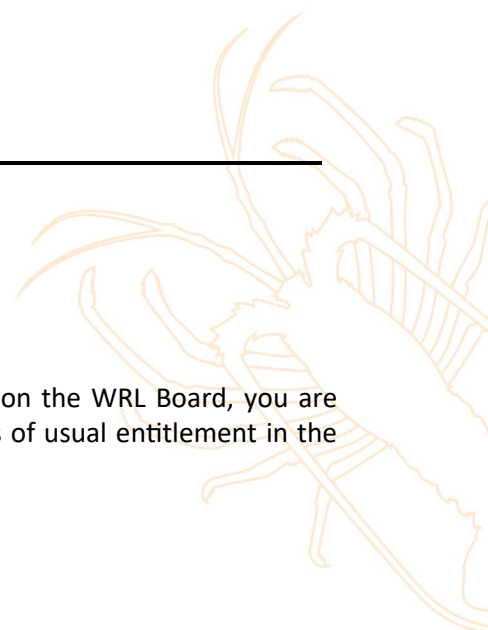 on the WRL Board, you are
of usual entitlement in the